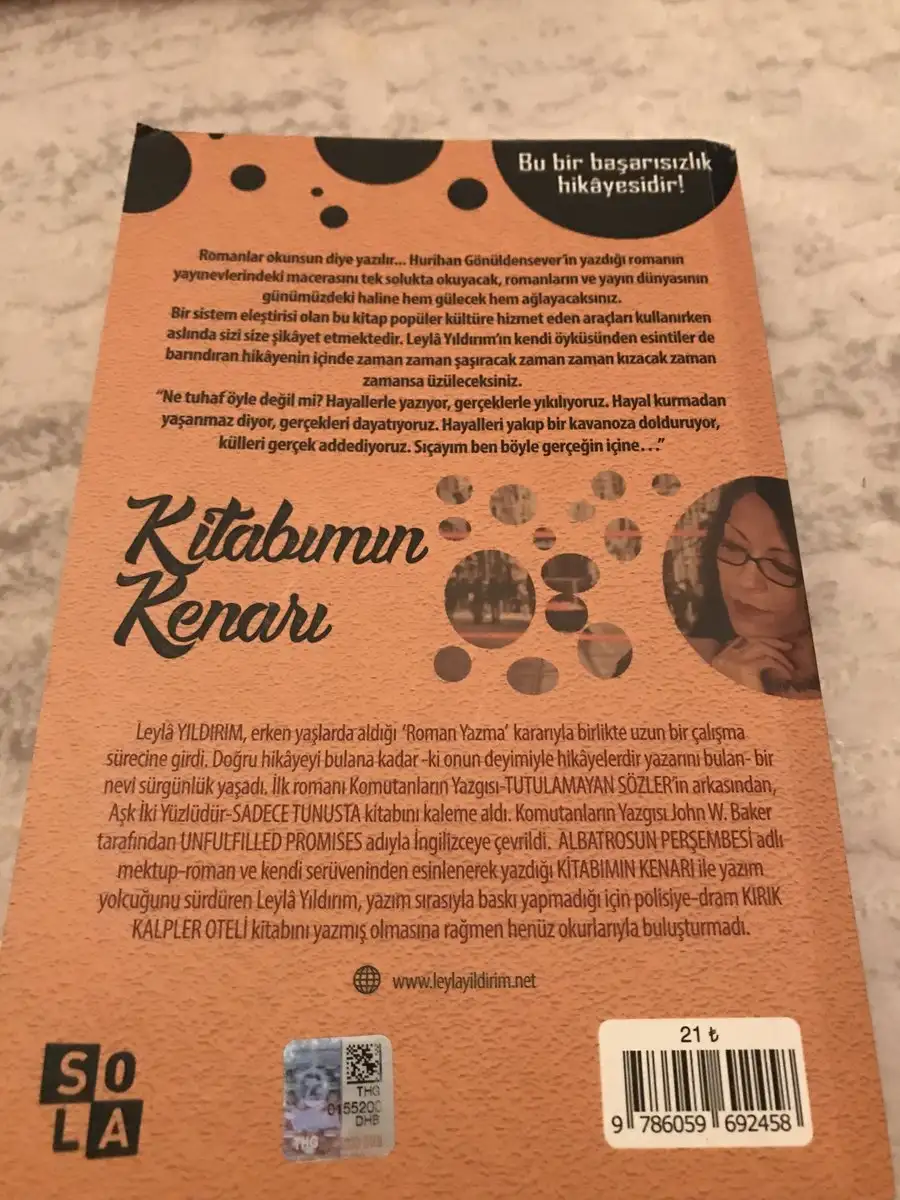 Bu bir başarısızlık
hikâyesidir!
Romanlar okunsun diye yazılır... Huriban Gönüldensever'in yazdığı romanın
yayınevlerindeki macerasını tek solukta okuyacak, romanların ve yayın dünyasının
günümüzdeki haline hem gülecek hem ağlayacaksınız.
Bir sistem eleştirisi olan bu kitap popüler kültüre hizmet eden araçları kullanırken
aslında sizi size şikâyet etmektedir. Leylâ Yıldırım'ın kendi öyküsünden esintiler de
barındıran hikâyenin içinde zaman zaman şaşıracak zaman zaman kızacak zaman
zamansa üzüleceksiniz.
"Ne tuhaf öyle değil mi? Hayallerle yazıyor, gerçeklerle yıkılıyoruz. Hayal kurmadan
yaşanmaz diyor, gerçekleri dayatıyoruz. Hayalleri yakıp bir kavanoza dolduruyor,
külleri gerçek addediyoruz. Sıçayım ben böyle gerçeğin içine..."
Kitabımın
Kenarı
Leylâ YILDIRIM, erken yaşlarda aldığı 'Roman Yazma' kararıyla birlikte uzun bir çalışma
sürecine girdi. Doğru hikâyeyi bulana kadar -ki onun deyimiyle hikâyelerdir yazarını bulan- bir
nevi sürgünlük yaşadı. İlk romanı Komutanların Yazgısı-TUTULAMAYAN SÖZLER'in arkasından,
Aşk İki Yüzlüdür-SADECE TUNUSTA kitabını kaleme aldı. Komutanların Yazgısı John W. Baker
tarafından UNFULFILLED PROMISES adıyla İngilizceye çevrildi. ALBATROSUN PERŞEMBESİ adlı
mektup-roman ve kendi serüveninden esinlenerek yazdığı KİTABIMIN KENARI ile yazım
yolcuğunu sürdüren Leylâ Yıldırım, yazım sırasıyla baskı yapmadığı için polisiye-dram KIRIK
KALPLER OTELİ kitabını yazmış olmasına rağmen henüz okurlarıyla buluşturmadı.
www.leylayildirim.net
SO
LA
THG
0155200
DHB
THG
21 ₺
9 786059 692458